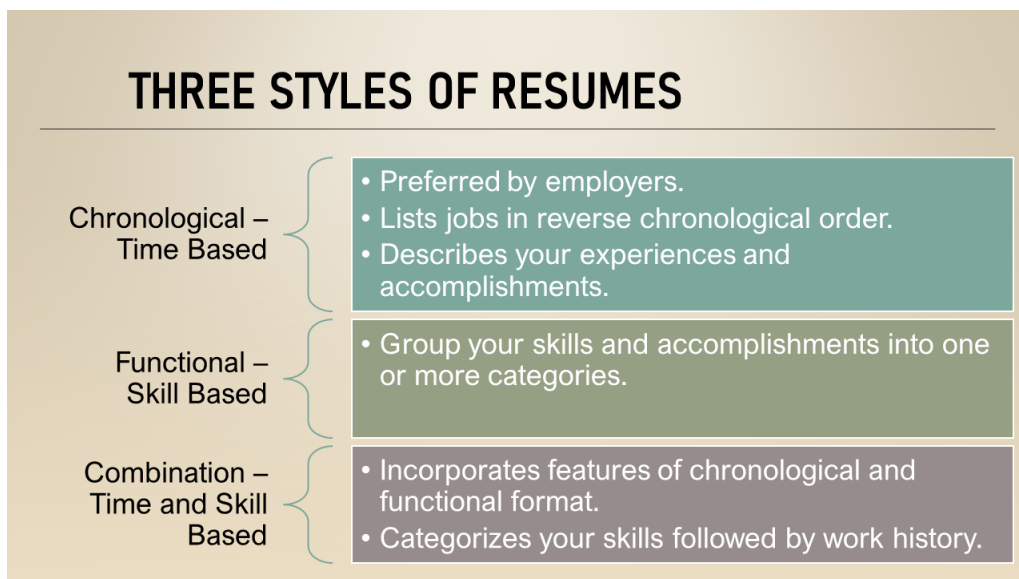 THREE STYLES OF RESUMES
Chronological –
Time Based
• Preferred by employers.
• Lists jobs in reverse chronological order.
• Describes your experiences and
accomplishments.
Functional –
Skill Based
• Group your skills and accomplishments into one
or more categories.
Combination –
Time and Skill
Based
• Incorporates features of chronological and
functional format.
• Categorizes your skills followed by work history.